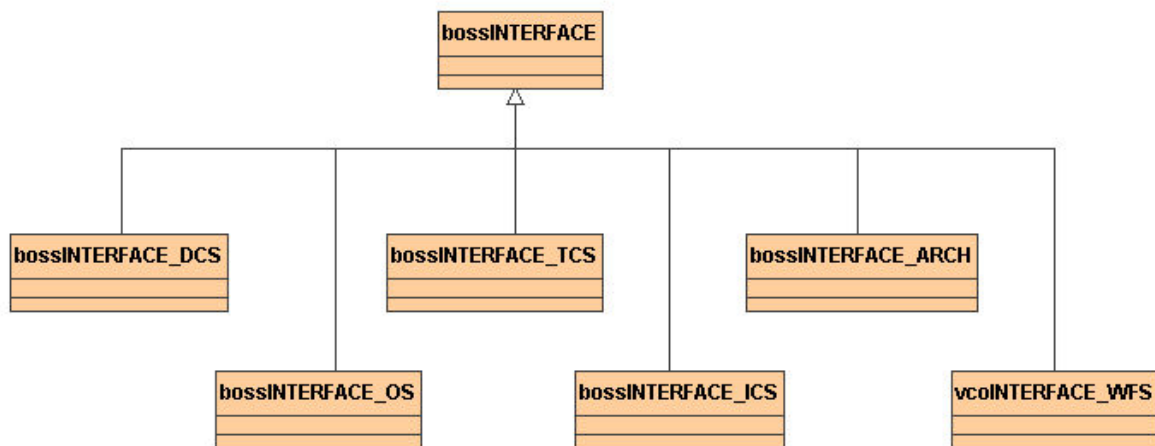 bossINTERFACE
bossINTERFACE_DCS
bossINTERFACE_TCS
bossINTERFACE_ARCH
bossINTERFACE_OS
bossINTERFACE_ICS
vcoINTERFACE_WFS